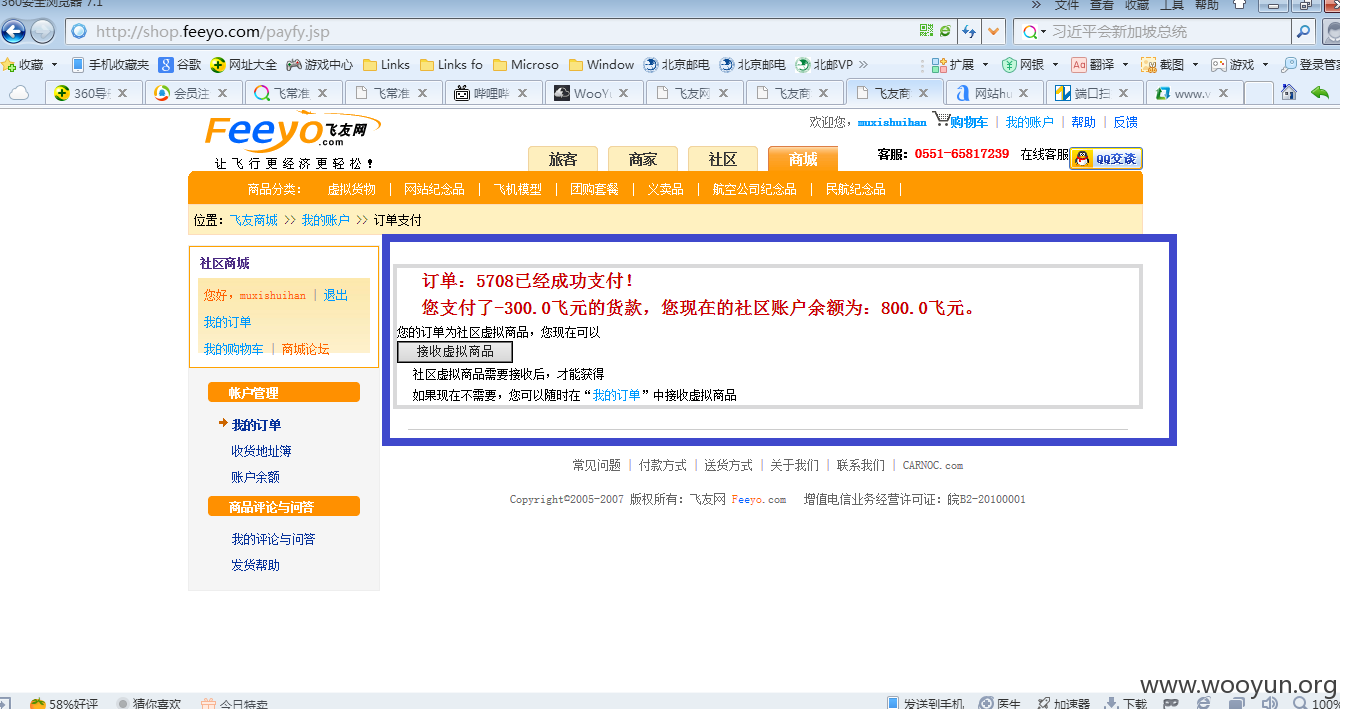 360安全浏览器 7.1
» 文件 查看 收藏 工具 帮助
http://shop.feeyo.com/payfy.jsp
习近平会新加坡总统
收藏 手机收藏夹 谷歌 网址大全 游戏中心 Links Links fo Microso Window 北京邮电 北京邮电 北邮VP » 扩展 网银 翻译 截图 游戏 登录管家
360导 会员注 飞常准 飞常准 哔哩哔 WooY 飞友网 飞友商 飞友商 网站hu 端口扫 www.v
Feeyo飞友网
.com
让飞行更经济更轻松！
欢迎您，muxishuihan 购物车 | 我的账户 | 帮助 | 反馈
旅客 商家 社区 商城
客服：0551-65817239 在线客服 QQ交谈
商品分类： 虚拟货物 | 网站纪念品 | 飞机模型 | 团购套餐 | 义卖品 | 航空公司纪念品 | 民航纪念品 |
位置：飞友商城 >> 我的账户 >> 订单支付
社区商城
您好，muxishuihan | 退出
我的订单
我的购物车 | 商城论坛
帐户管理
我的订单
收货地址簿
账户余额
商品评论与问答
我的评论与问答
发货帮助
订单：5708已经成功支付！
您支付了-300.0飞元的货款，您现在的社区账户余额为：800.0飞元。
您的订单为社区虚拟商品，您现在可以
接收虚拟商品
社区虚拟商品需要接收后，才能获得
如果现在不需要，您可以随时在“我的订单”中接收虚拟商品
常见问题 | 付款方式 | 送货方式 | 关于我们 | 联系我们 | CARNOC.com
Copyright©2005-2007 版权所有：飞友网 Feeyo.com 增值电信业务经营许可证：皖B2-20100001
www.wooyun.org
58%好评 猜你喜欢 今日特卖 发送到手机 医生 加速器 下载 100%